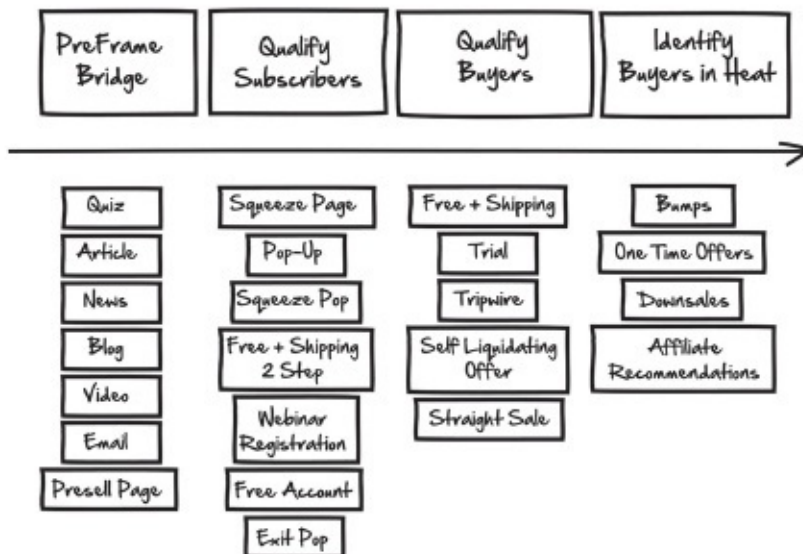 PreFrame
Bridge
Qualify
Subscribers
Qualify
Buyers
Identify
Buyers in Heat
Quiz
Article
News
Blog
Video
Email
Presell Page
Squeeze Page
Pop-Up
Squeeze Pop
Free + Shipping
2 Step
Webinar
Registration
Free Account
Exit Pop
Free + Shipping
Trial
Tripwire
Self Liquidating
Offer
Straight Sale
Bumps
One Time Offers
Downsales
Affiliate
Recommendations